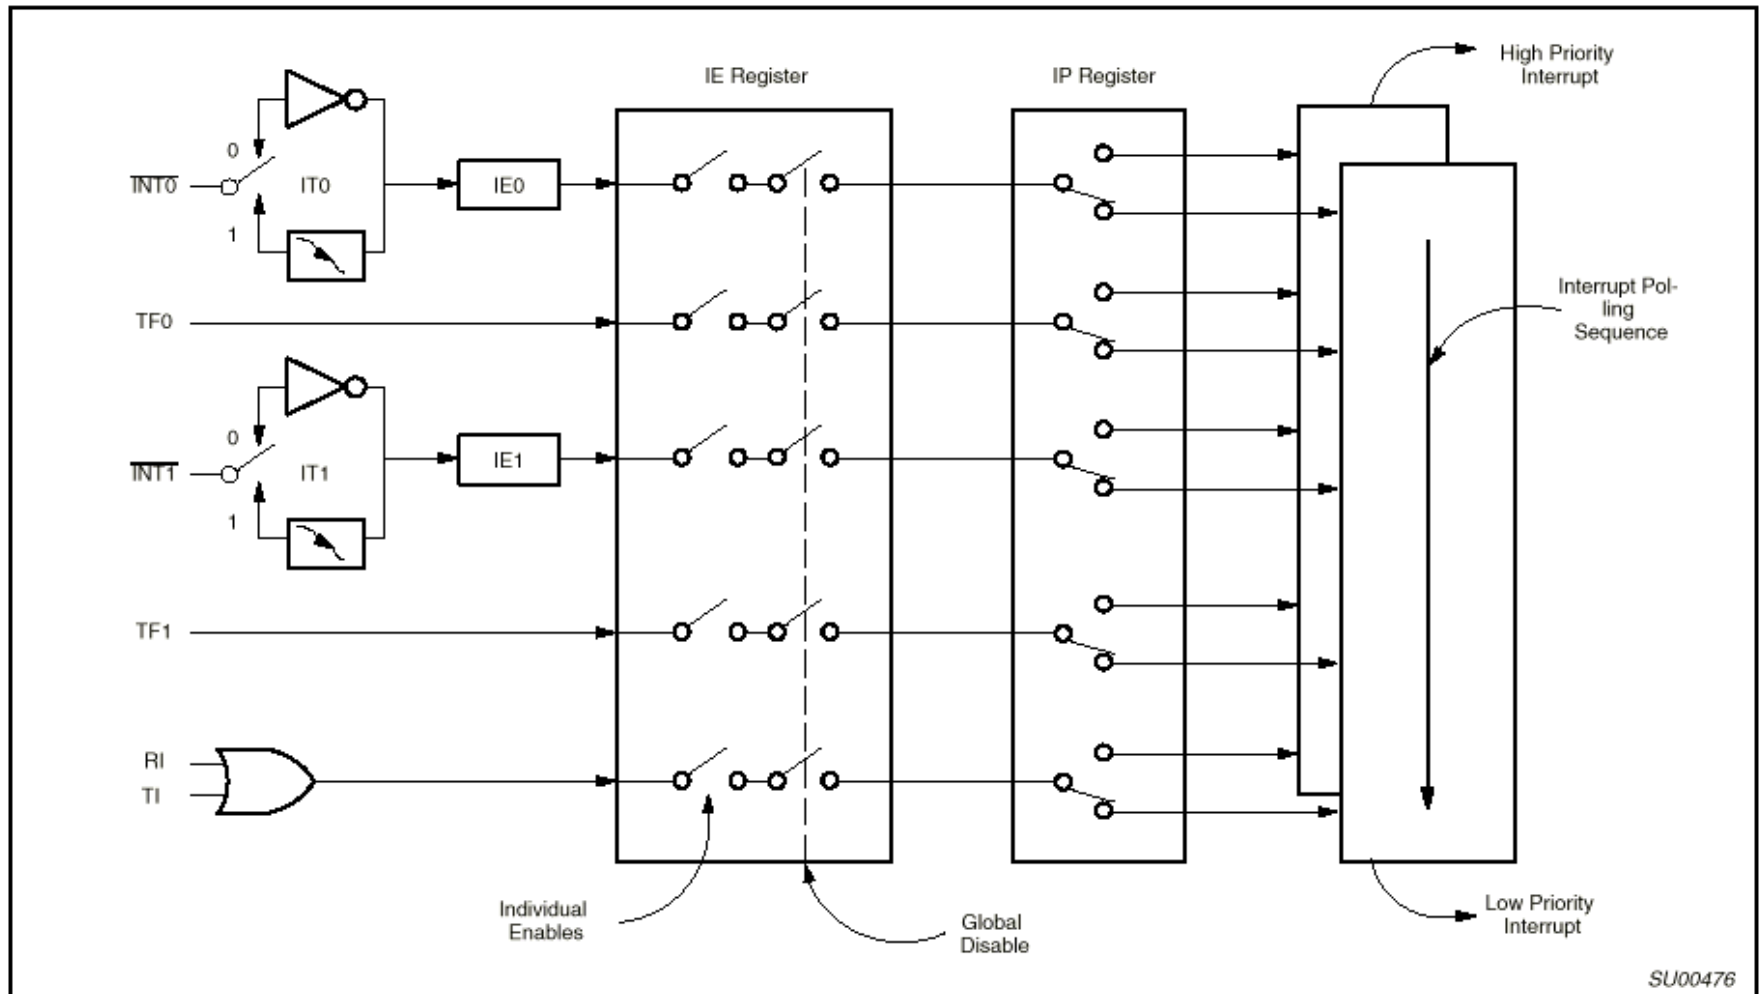 High Priority
Interrupt
IE Register
IP Register
0
INT0
IT0
IE0
1
Interrupt Pol-
ling
Sequence
TF0
0
INT1
IT1
IE1
1
TF1
RI
TI
Individual
Enables
Global
Disable
Low Priority
Interrupt
SU00476